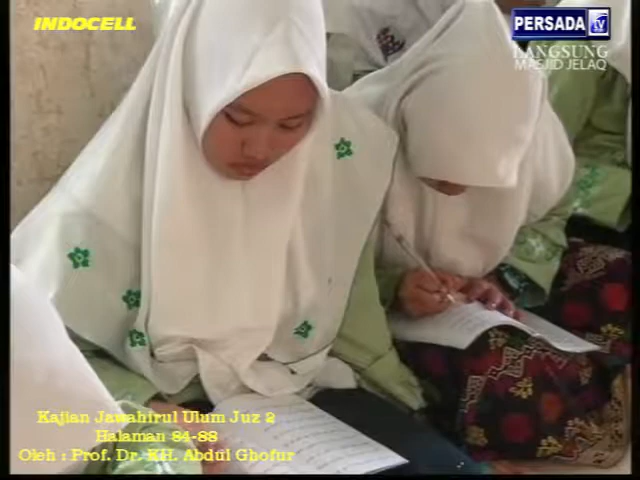 INDOCELL
PERSADA tv
LANGSUNG
MASJID JELAQ
Kajian Jawahirul Ulum Juz 2
Halaman 84-88
Oleh : Prof. Dr. KH. Abdul Ghofur